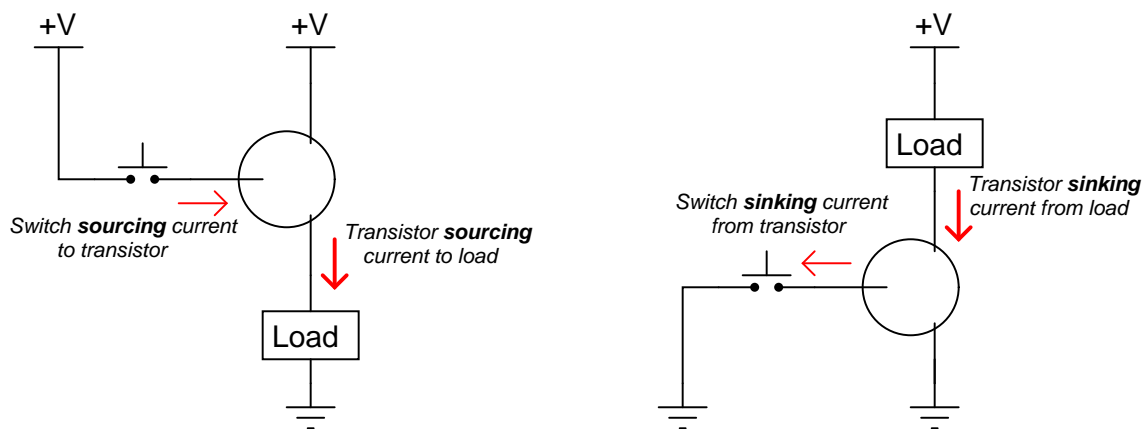 +V
+V
Switch sourcing current
to transistor
Transistor sourcing
current to load
Load
+V
Load
Transistor sinking
current from load
Switch sinking current
from transistor